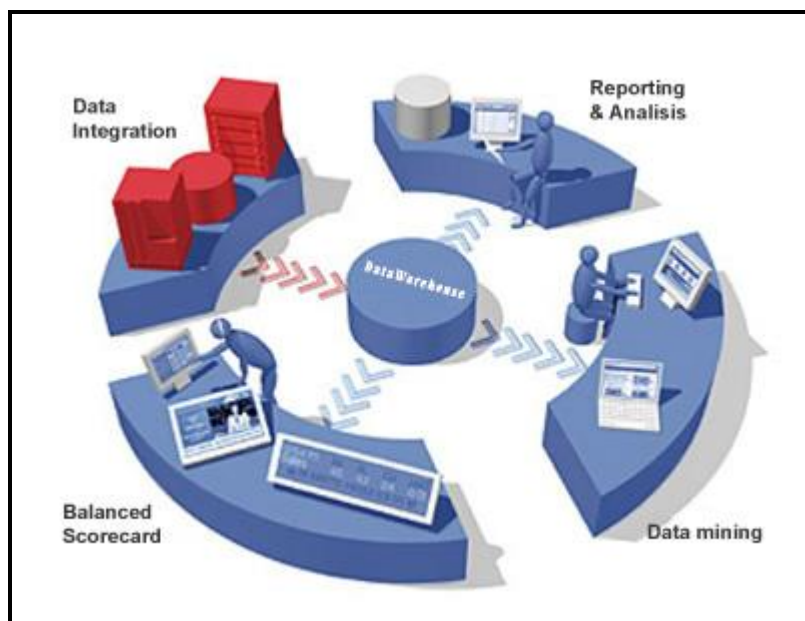 Data
Integration
Reporting
& Analisis
DataWarehouse
Balanced
Scorecard
Data mining